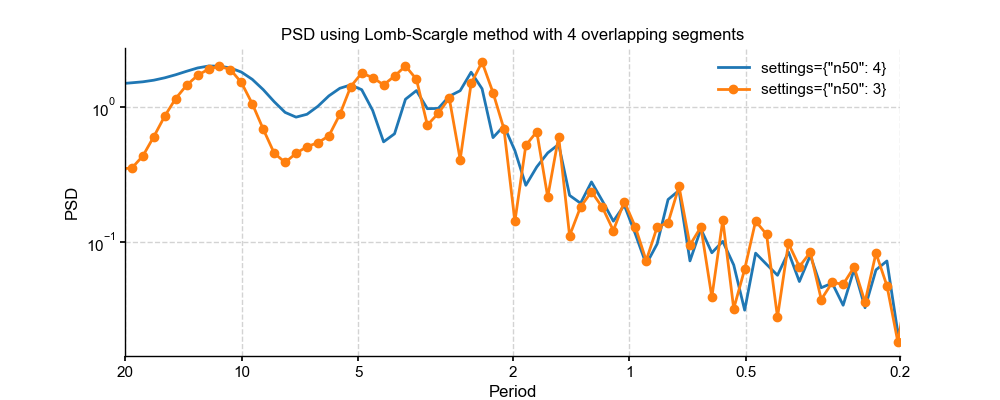 PSD using Lomb-Scargle method with 4 overlapping segments
settings={"n50": 4}
settings={"n50": 3}
10⁰
10⁻¹
PSD
20 10 5 2 1 0.5 0.2
Period